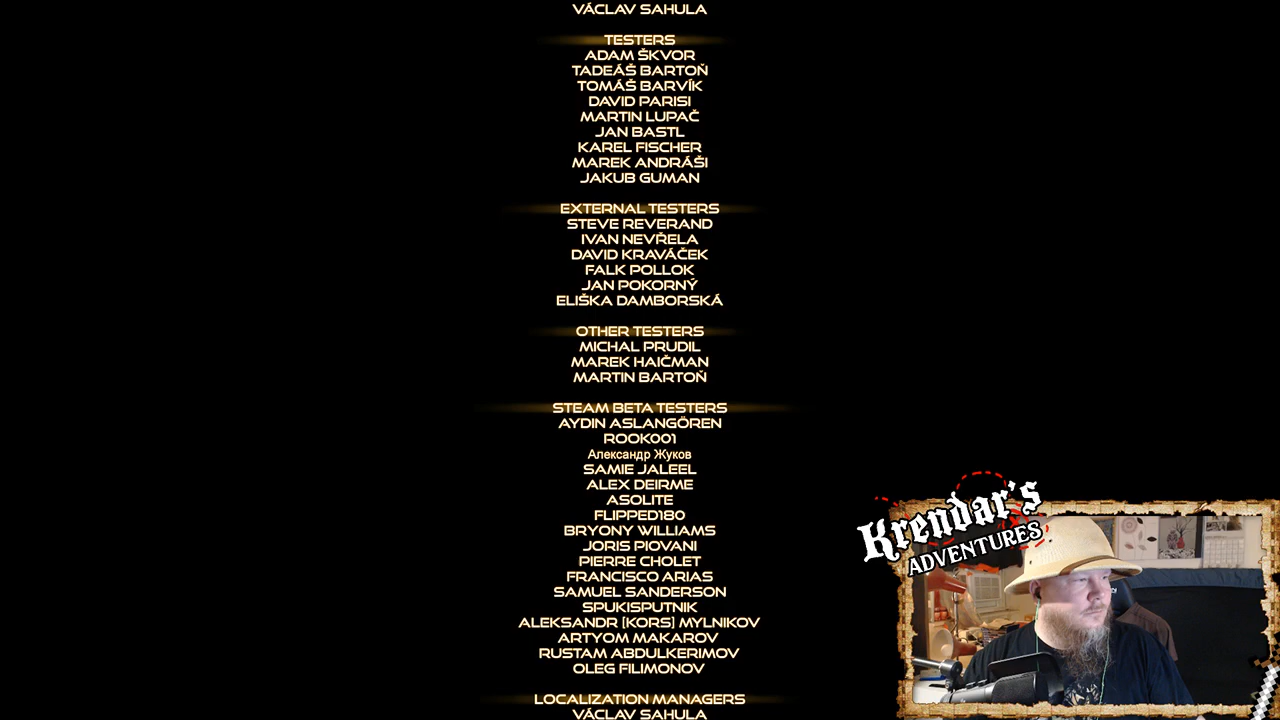 VÁCLAV SAHULA
TESTERS
ADAM ŠKVOR
TADEÁŠ BARTOŇ
TOMÁŠ BARVÍK
DAVID PARISI
MARTIN LUPAČ
JAN BASTL
KAREL FISCHER
MAREK ANDRÁŠI
JAKUB GUMAN
EXTERNAL TESTERS
STEVE REVERAND
IVAN NEVŘELA
DAVID KRAVÁČEK
FALK POLLOK
JAN POKORNÝ
ELIŠKA DAMBORSKÁ
OTHER TESTERS
MICHAL PRUDIL
MAREK HAIČMAN
MARTIN BARTOŇ
STEAM BETA TESTERS
AYDIN ASLANGÖREN
ROOK001
Александр Жуков
SAMIE JALEEL
ALEX DEIRME
ASOLITE
FLIPPED180
BRYONY WILLIAMS
JORIS PIOVANI
PIERRE CHOLET
FRANCISCO ARIAS
SAMUEL SANDERSON
SPUKISPUTNIK
ALEKSANDR [KORS] MYLNIKOV
ARTYOM MAKAROV
RUSTAM ABDULKERIMOV
OLEG FILIMONOV
LOCALIZATION MANAGERS
VÁCLAV SAHULA
Krendar's
ADVENTURES